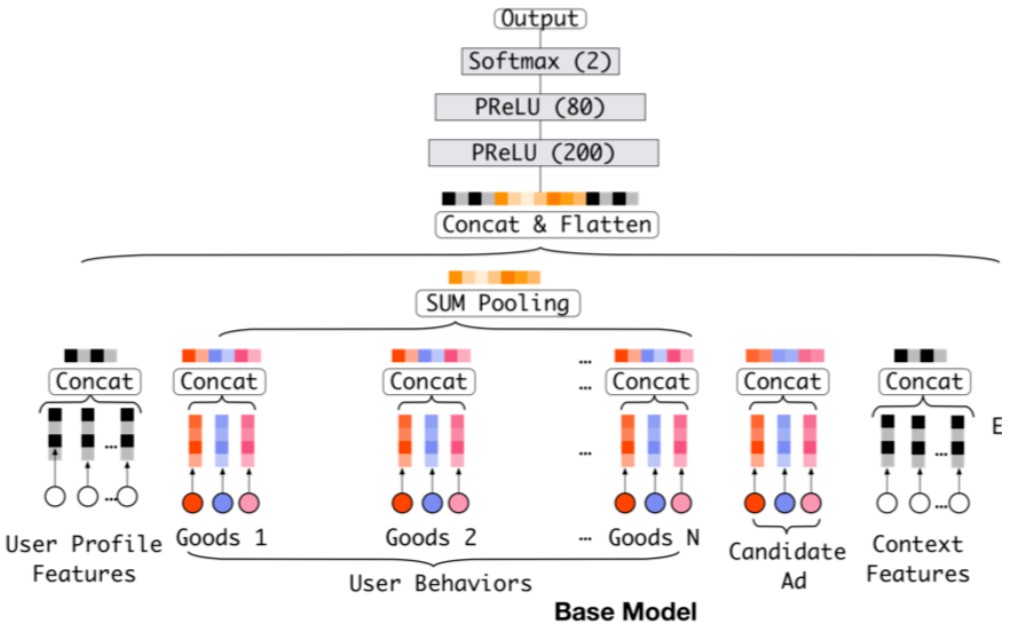 Output
Softmax (2)
PReLU (80)
PReLU (200)
Concat & Flatten
SUM Pooling
...
Concat Concat Concat ... Concat Concat Concat
E
... ... ...
...
... ...
Goods 1 Goods 2 ... Goods N
User Profile
Features
User Behaviors
Candidate
Ad
Context
Features
Base Model